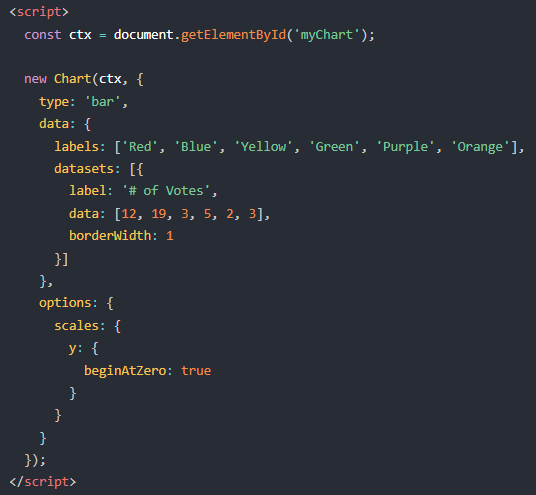 <script>
  const ctx = document.getElementById('myChart');

  new Chart(ctx, {
    type: 'bar',
    data: {
      labels: ['Red', 'Blue', 'Yellow', 'Green', 'Purple', 'Orange'],
      datasets: [{
        label: '# of Votes',
        data: [12, 19, 3, 5, 2, 3],
        borderWidth: 1
      }]
    },
    options: {
      scales: {
        y: {
          beginAtZero: true
        }
      }
    }
  });
</script>